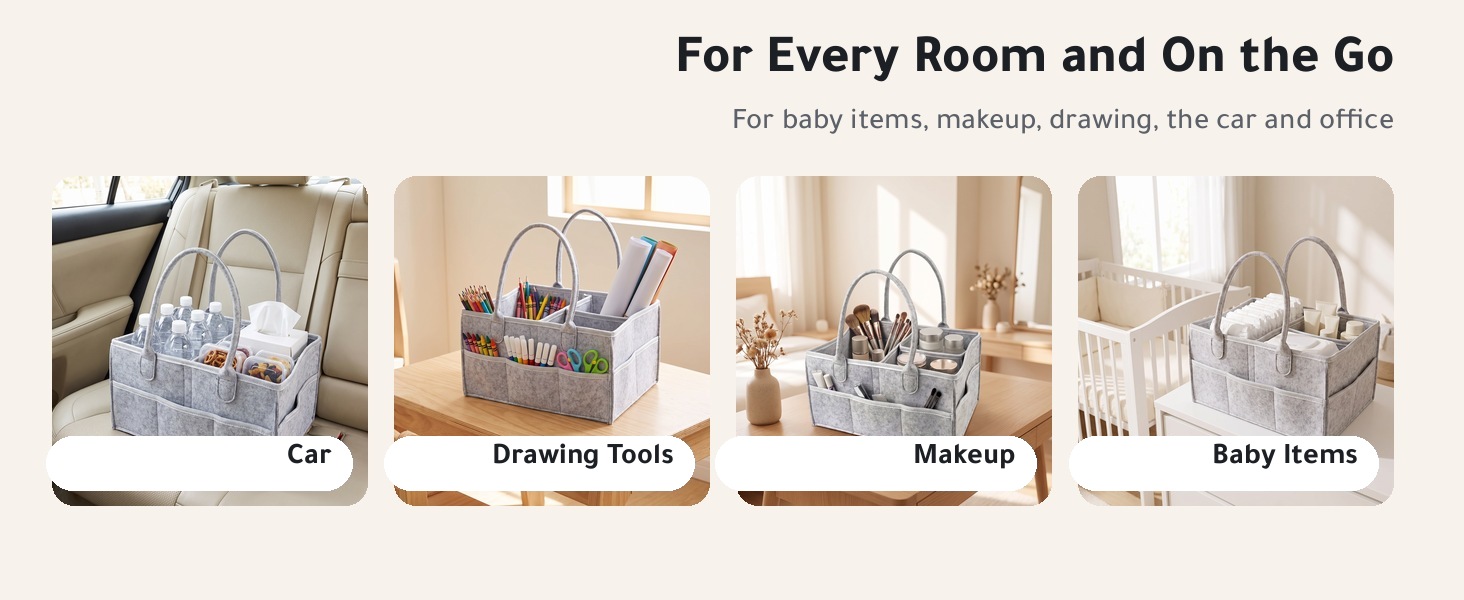 For Every Room and On the Go
For baby items, makeup, drawing, the car and office
Car
Drawing Tools
Makeup
Baby Items